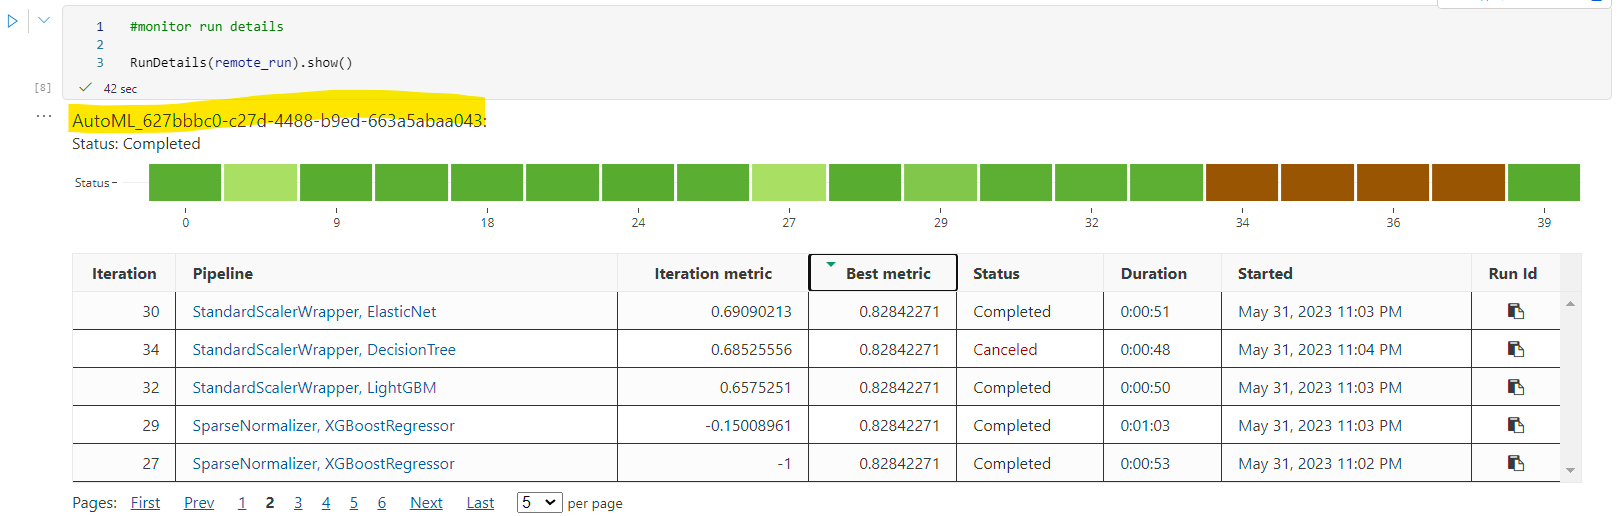 1 #monitor run details
2
3 RunDetails(remote_run).show()
[8] 42 sec
AutoML_627bbbc0-c27d-4488-b9ed-663a5abaa043:
Status: Completed
Status
0 9 18 24 27 29 32 34 36 39
Iteration Pipeline Iteration metric Best metric Status Duration Started Run Id
30 StandardScalerWrapper, ElasticNet 0.69090213 0.82842271 Completed 0:00:51 May 31, 2023 11:03 PM
34 StandardScalerWrapper, DecisionTree 0.68525556 0.82842271 Canceled 0:00:48 May 31, 2023 11:04 PM
32 StandardScalerWrapper, LightGBM 0.6575251 0.82842271 Completed 0:00:50 May 31, 2023 11:03 PM
29 SparseNormalizer, XGBoostRegressor -0.15008961 0.82842271 Completed 0:01:03 May 31, 2023 11:03 PM
27 SparseNormalizer, XGBoostRegressor -1 0.82842271 Completed 0:00:53 May 31, 2023 11:02 PM
Pages: First Prev 1 2 3 4 5 6 Next Last 5 per page